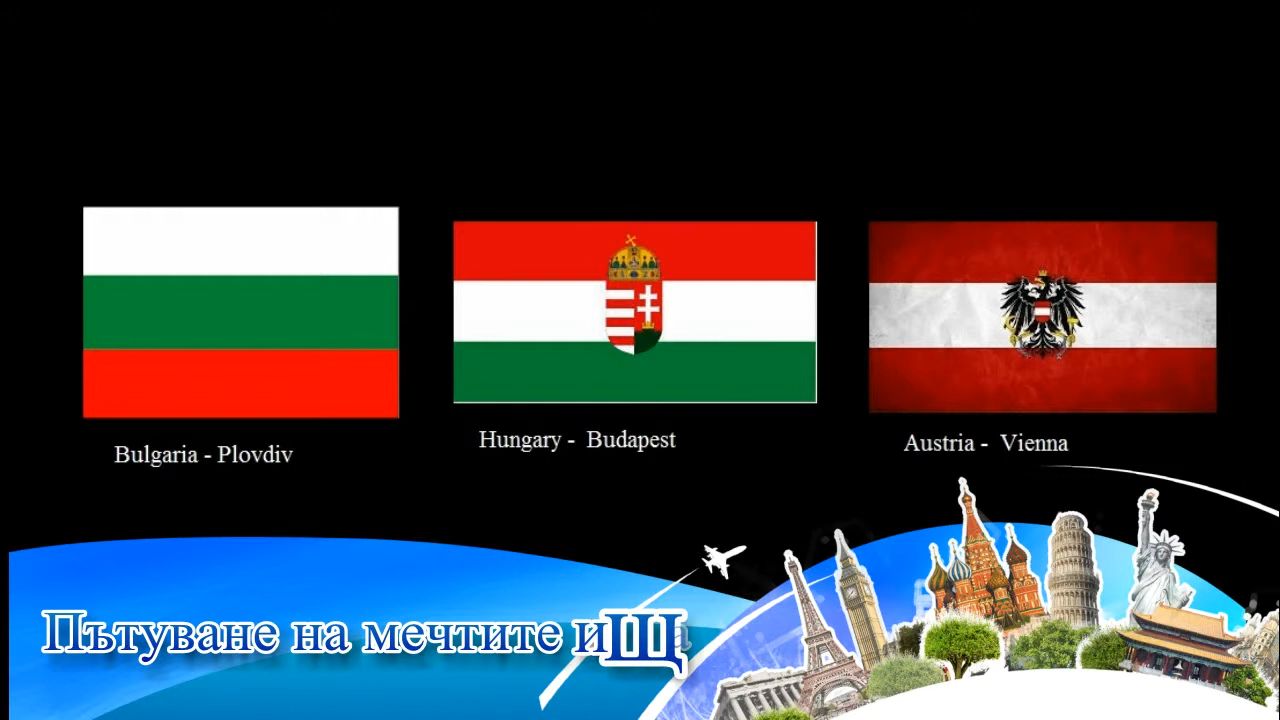 Bulgaria - Plovdiv
Hungary - Budapest
Austria - Vienna
Пътуване на мечтите и Щ